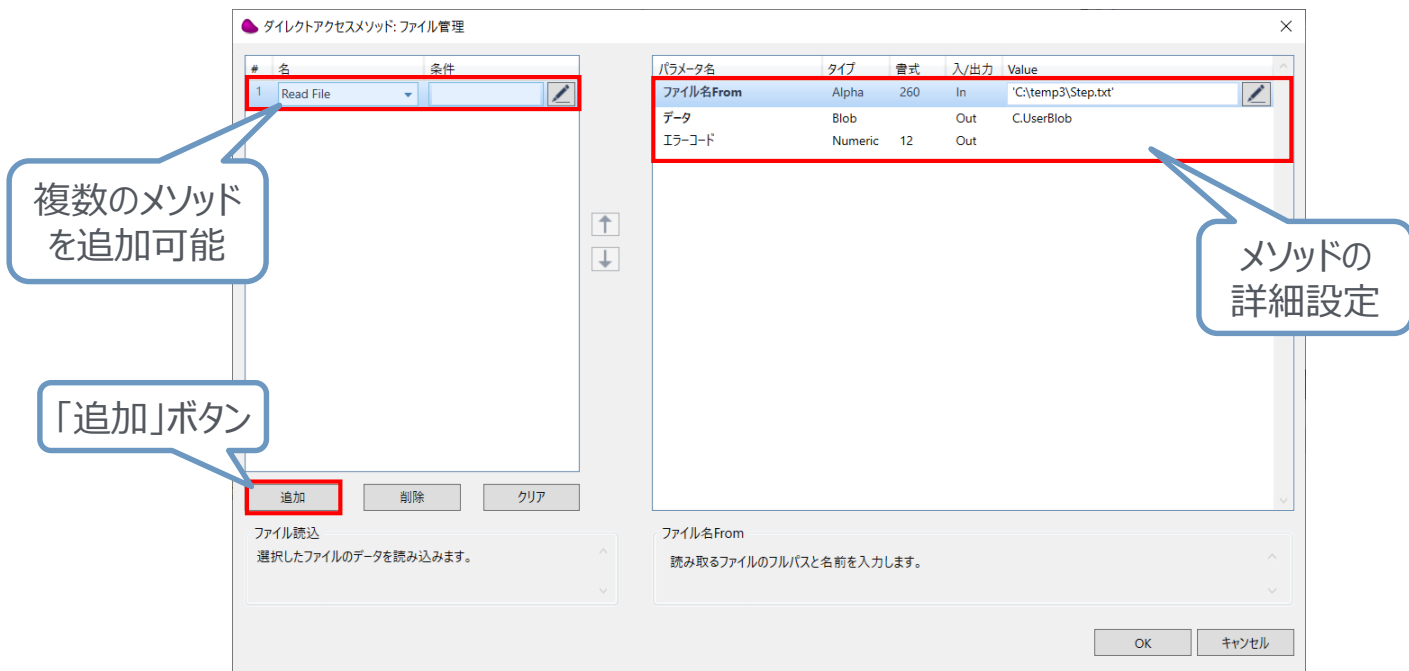 ダイレクトアクセスメソッド: ファイル管理
# 名 条件
1 Read File
パラメータ名 タイプ 書式 入/出力 Value
ファイル名From Alpha 260 In 'C:\temp3\Step.txt'
データ Blob Out C.UserBlob
エラーコード Numeric 12 Out
複数のメソッド
を追加可能
メソッドの
詳細設定
「追加」ボタン
追加 削除 クリア
ファイル読込
選択したファイルのデータを読み込みます。
ファイル名From
読み取るファイルのフルパスと名前を入力します。
OK キャンセル